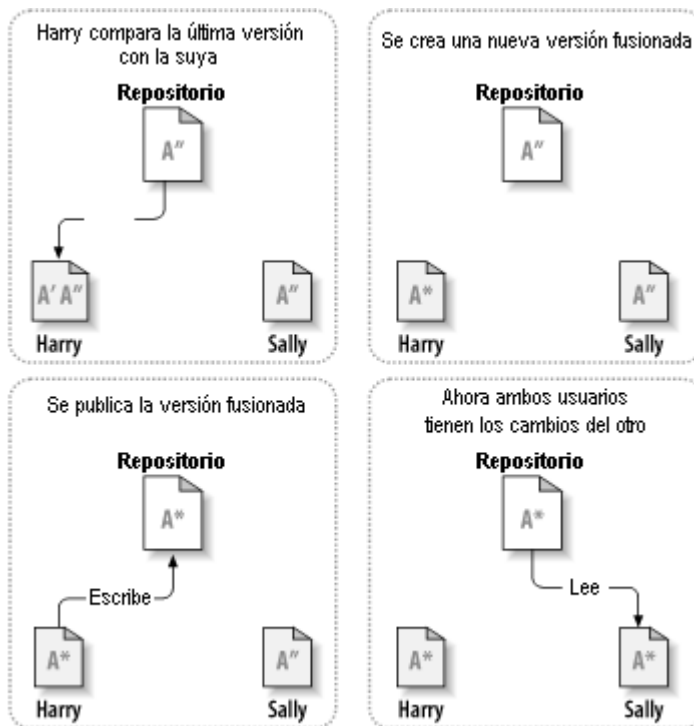 Harry compara la última versión
con la suya
Repositorio
A"
A' A"
Harry
A"
Sally
Se crea una nueva versión fusionada
Repositorio
A"
A*
Harry
A"
Sally
Se publica la versión fusionada
Repositorio
A*
Escribe
A*
Harry
A"
Sally
Ahora ambos usuarios
tienen los cambios del otro
Repositorio
A*
Lee
A*
Harry
A*
Sally